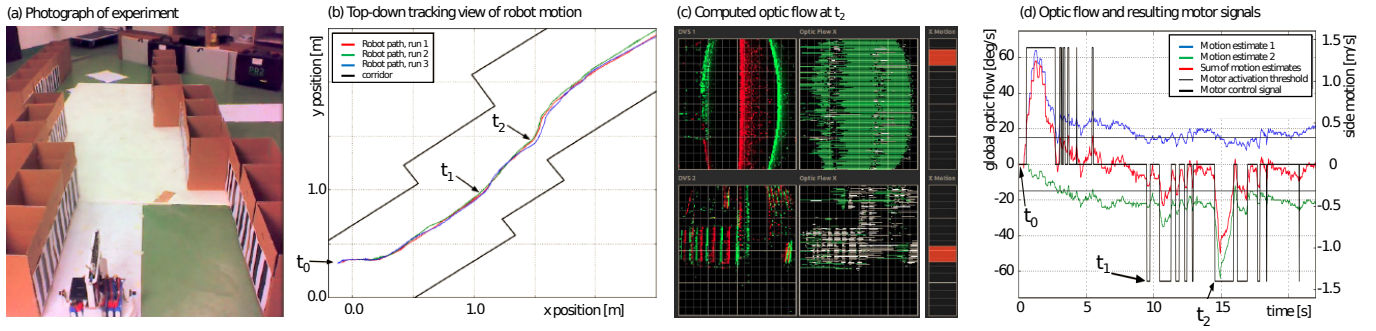 (a) Photograph of experiment
(b) Top-down tracking view of robot motion
y position [m]
1.0
0.0
Robot path, run 1
Robot path, run 2
Robot path, run 3
corridor
t2
t1
t0
0.0
1.0
x position [m]
(c) Computed optic flow at t2
DVS 1
Optic Flow X
X Motion
DVS 2
Optic Flow X
X Motion
(d) Optic flow and resulting motor signals
global optic flow [deg/s]
60
40
20
0
-20
-40
-60
Motion estimate 1
Motion estimate 2
Sum of motion estimates
Motor activation threshold
Motor control signal
t0
t1
t2
1.5
1.0
0.5
0
-0.5
-1.0
-1.5
side motion [m/s]
0
5
10
15
time [s]